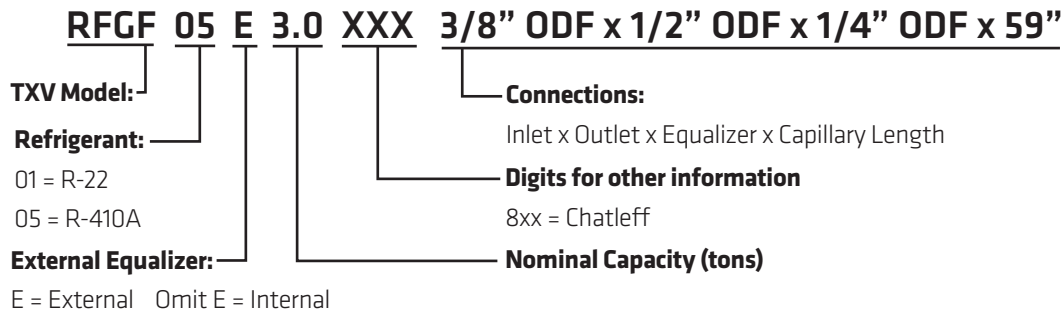 RFGF 05 E 3.0 XXX 3/8” ODF x 1/2” ODF x 1/4” ODF x 59”
TXV Model:
Refrigerant:
01 = R-22
05 = R-410A
External Equalizer:
E = External Omit E = Internal
Connections:
Inlet x Outlet x Equalizer x Capillary Length
Digits for other information
8xx = Chatleff
Nominal Capacity (tons)